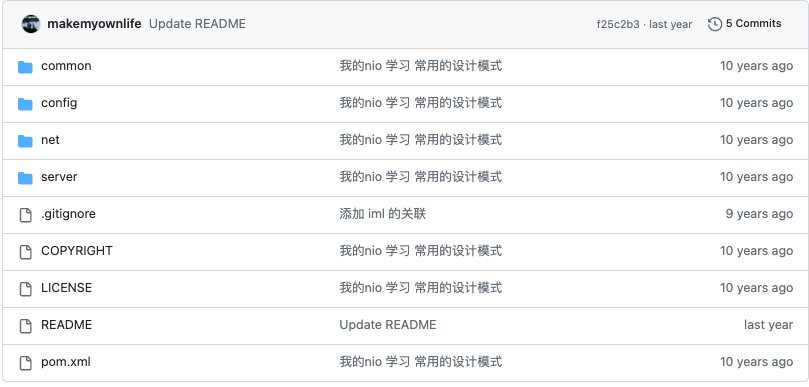 makemyownlife Update README f25c2b3 · last year 5 Commits
common 我的nio 学习 常用的设计模式 10 years ago
config 我的nio 学习 常用的设计模式 10 years ago
net 我的nio 学习 常用的设计模式 10 years ago
server 我的nio 学习 常用的设计模式 10 years ago
.gitignore 添加 iml 的关联 9 years ago
COPYRIGHT 我的nio 学习 常用的设计模式 10 years ago
LICENSE 我的nio 学习 常用的设计模式 10 years ago
README Update README last year
pom.xml 我的nio 学习 常用的设计模式 10 years ago